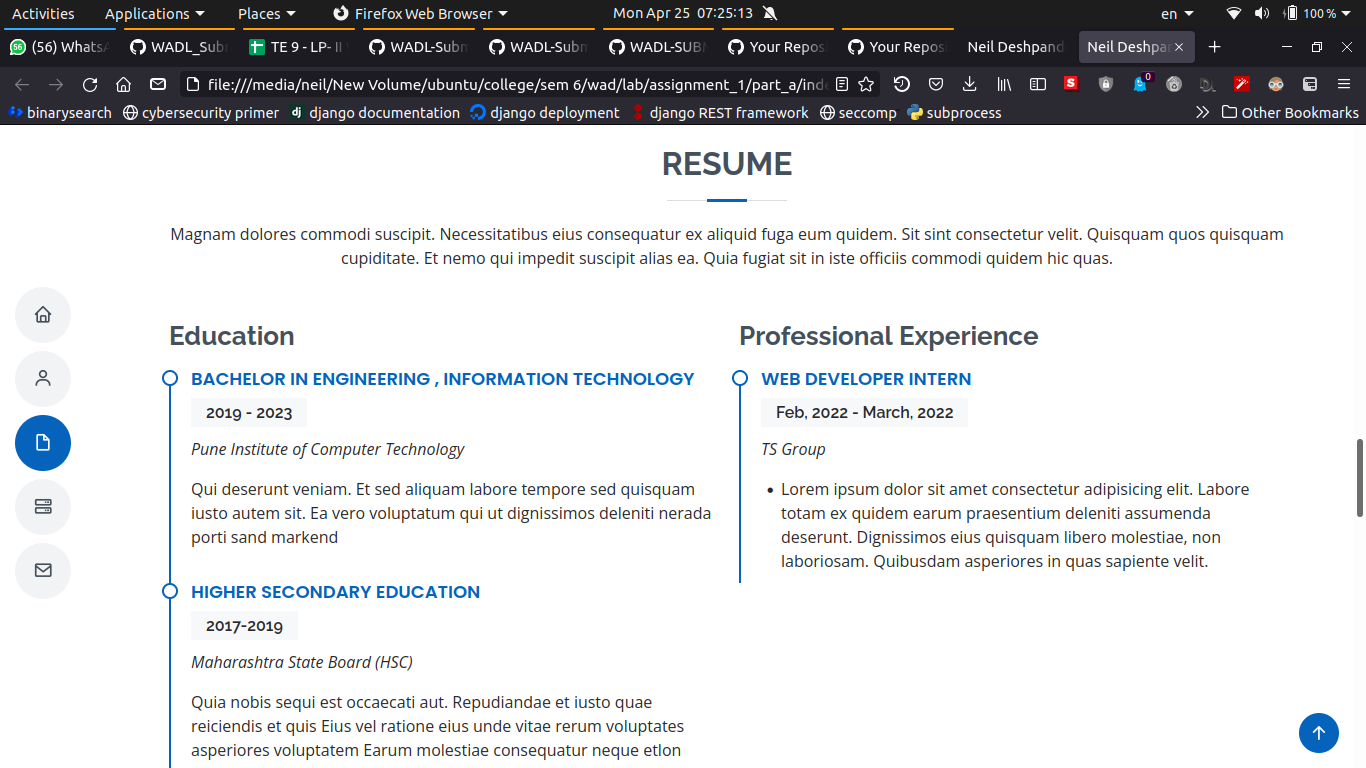 Activities Applications Places Firefox Web Browser Mon Apr 25 07:25:13 en 100 %
(56) Whats WADL_Sub TE 9 - LP- II WADL-Subm WADL-Subn WADL-SUB Your Repos Your Repos Neil Deshpand Neil Deshpa
file:///media/neil/New Volume/ubuntu/college/sem 6/wad/lab/assignment_1/part_a/inde S 0
binarysearch cybersecurity primer dj django documentation django deployment django REST framework seccomp subprocess Other Bookmarks
RESUME
Magnam dolores commodi suscipit. Necessitatibus eius consequatur ex aliquid fuga eum quidem. Sit sint consectetur velit. Quisquam quos quisquam
cupiditate. Et nemo qui impedit suscipit alias ea. Quia fugiat sit in iste officiis commodi quidem hic quas.
Education
BACHELOR IN ENGINEERING , INFORMATION TECHNOLOGY
2019 - 2023
Pune Institute of Computer Technology
Qui deserunt veniam. Et sed aliquam labore tempore sed quisquam
iusto autem sit. Ea vero voluptatum qui ut dignissimos deleniti nerada
porti sand markend
HIGHER SECONDARY EDUCATION
2017-2019
Maharashtra State Board (HSC)
Quia nobis sequi est occaecati aut. Repudiandae et iusto quae
reiciendis et quis Eius vel ratione eius unde vitae rerum voluptates
asperiores voluptatem Earum molestiae consequatur neque etlon
Professional Experience
WEB DEVELOPER INTERN
Feb, 2022 - March, 2022
TS Group
Lorem ipsum dolor sit amet consectetur adipisicing elit. Labore
totam ex quidem earum praesentium deleniti assumenda
deserunt. Dignissimos eius quisquam libero molestiae, non
laboriosam. Quibusdam asperiores in quas sapiente velit.